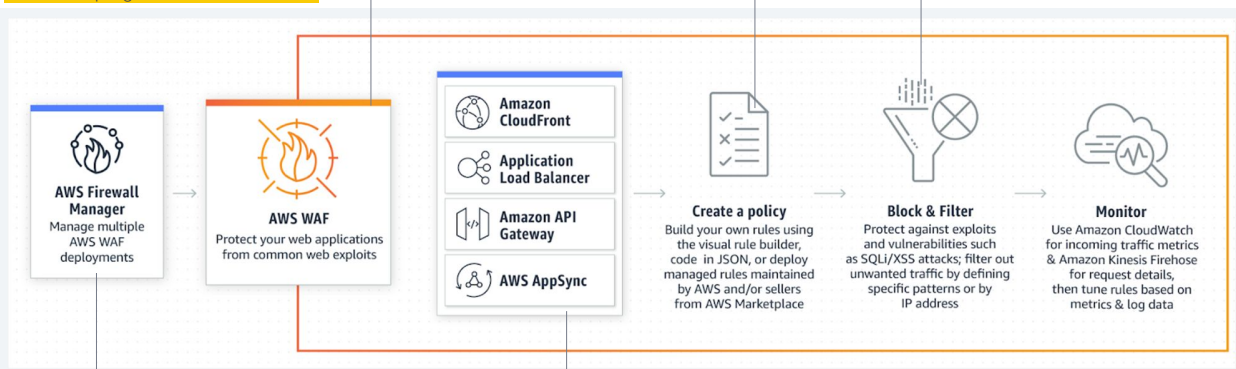 AWS Firewall
Manager
Manage multiple
AWS WAF
deployments
AWS WAF
Protect your web applications
from common web exploits
Amazon
CloudFront
Application
Load Balancer
Amazon API
Gateway
AWS AppSync
Create a policy
Build your own rules using
the visual rule builder,
code in JSON, or deploy
managed rules maintained
by AWS and/or sellers
from AWS Marketplace
Block & Filter
Protect against exploits
and vulnerabilities such
as SQLi/XSS attacks; filter out
unwanted traffic by defining
specific patterns or by
IP address
Monitor
Use Amazon CloudWatch
for incoming traffic metrics
& Amazon Kinesis Firehose
for request details,
then tune rules based on
metrics & log data